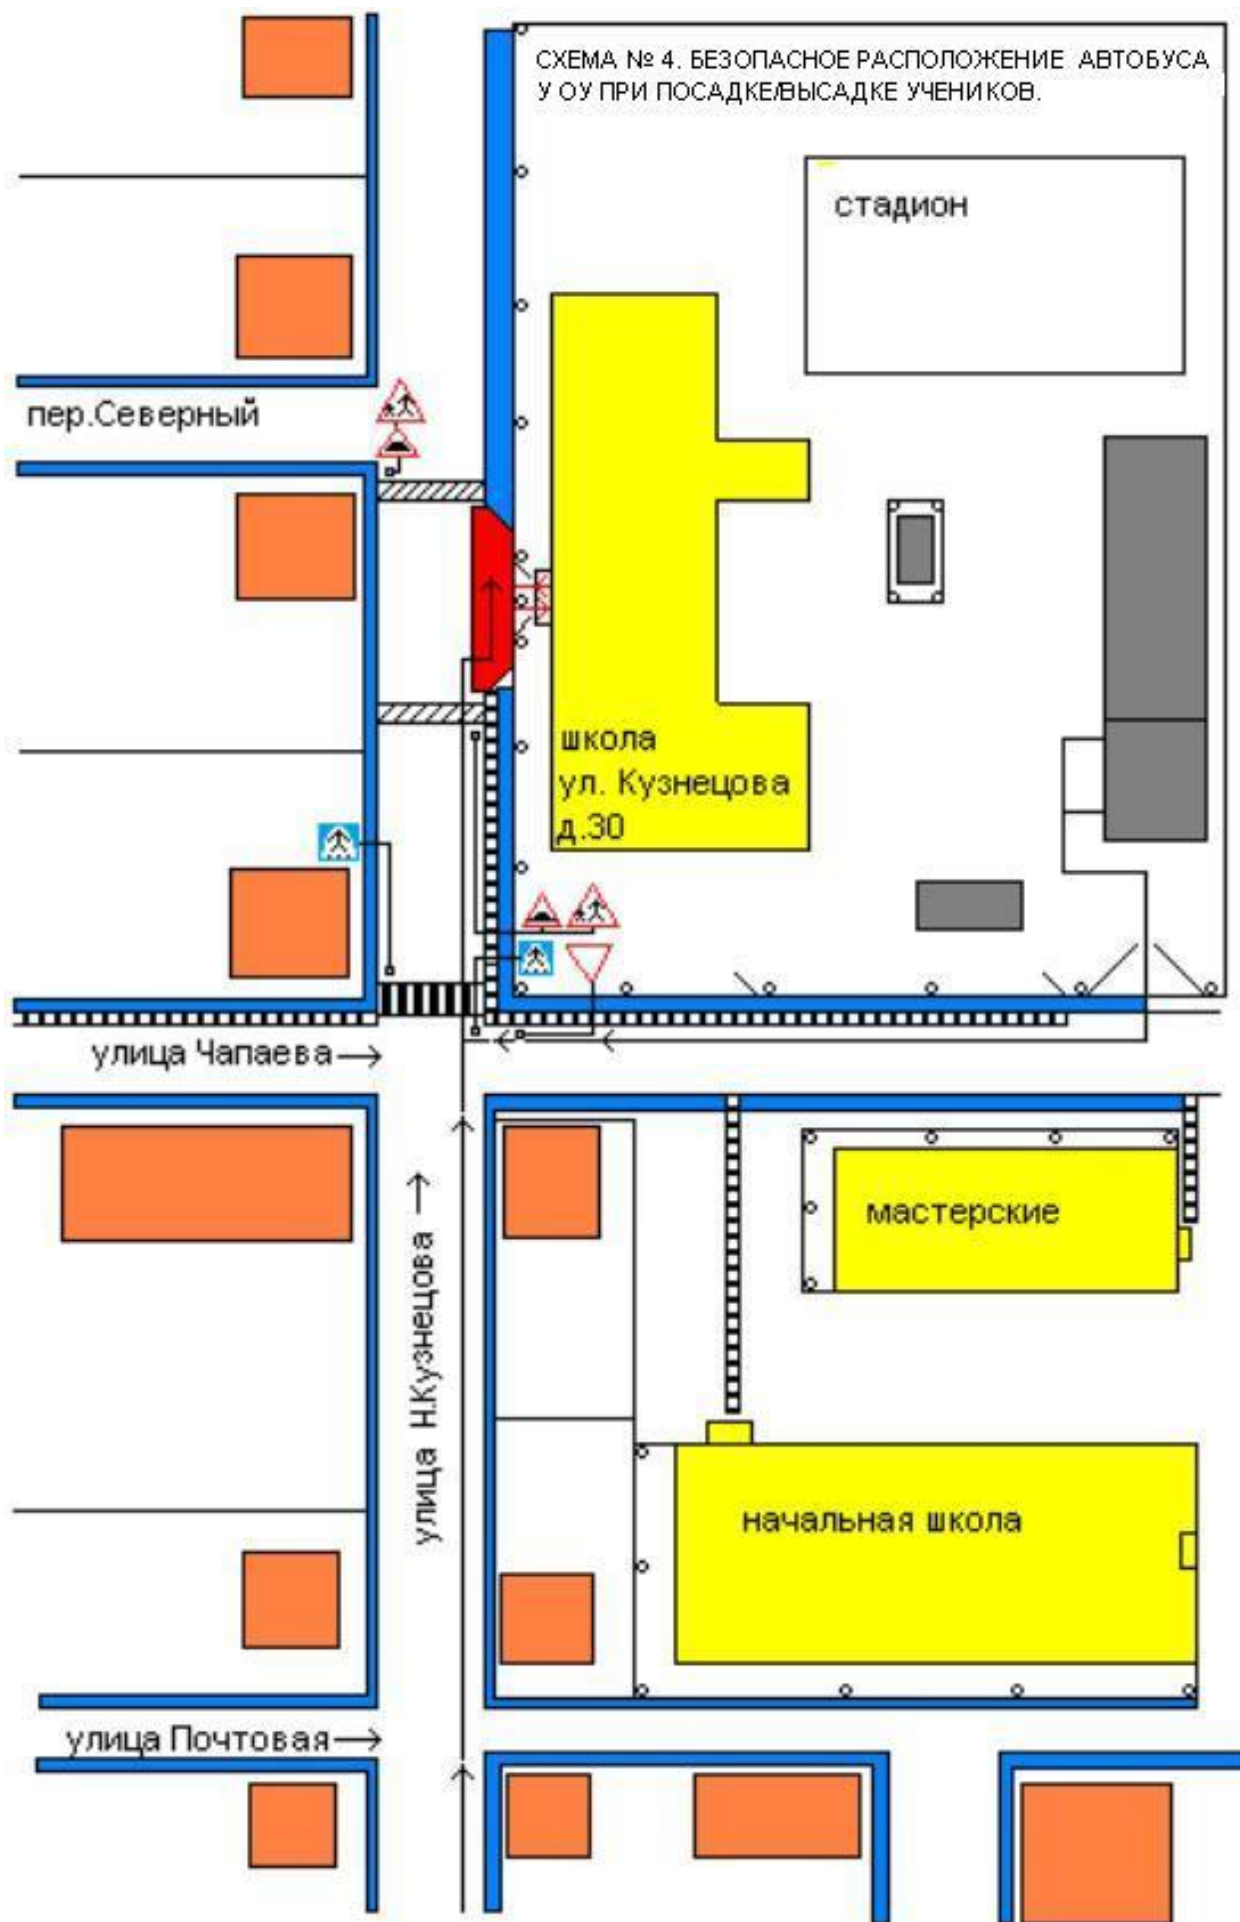 СХЕМА № 4. БЕЗОПАСНОЕ РАСПОЛОЖЕНИЕ АВТОБУСА
У ОУ ПРИ ПОСАДКЕ/ВЫСАДКЕ УЧЕНИКОВ.
стадион
пер.Северный
школа
ул. Кузнецова
д.30
улица Чапаева
мастерские
улица Н.Кузнецова
начальная школа
улица Почтовая